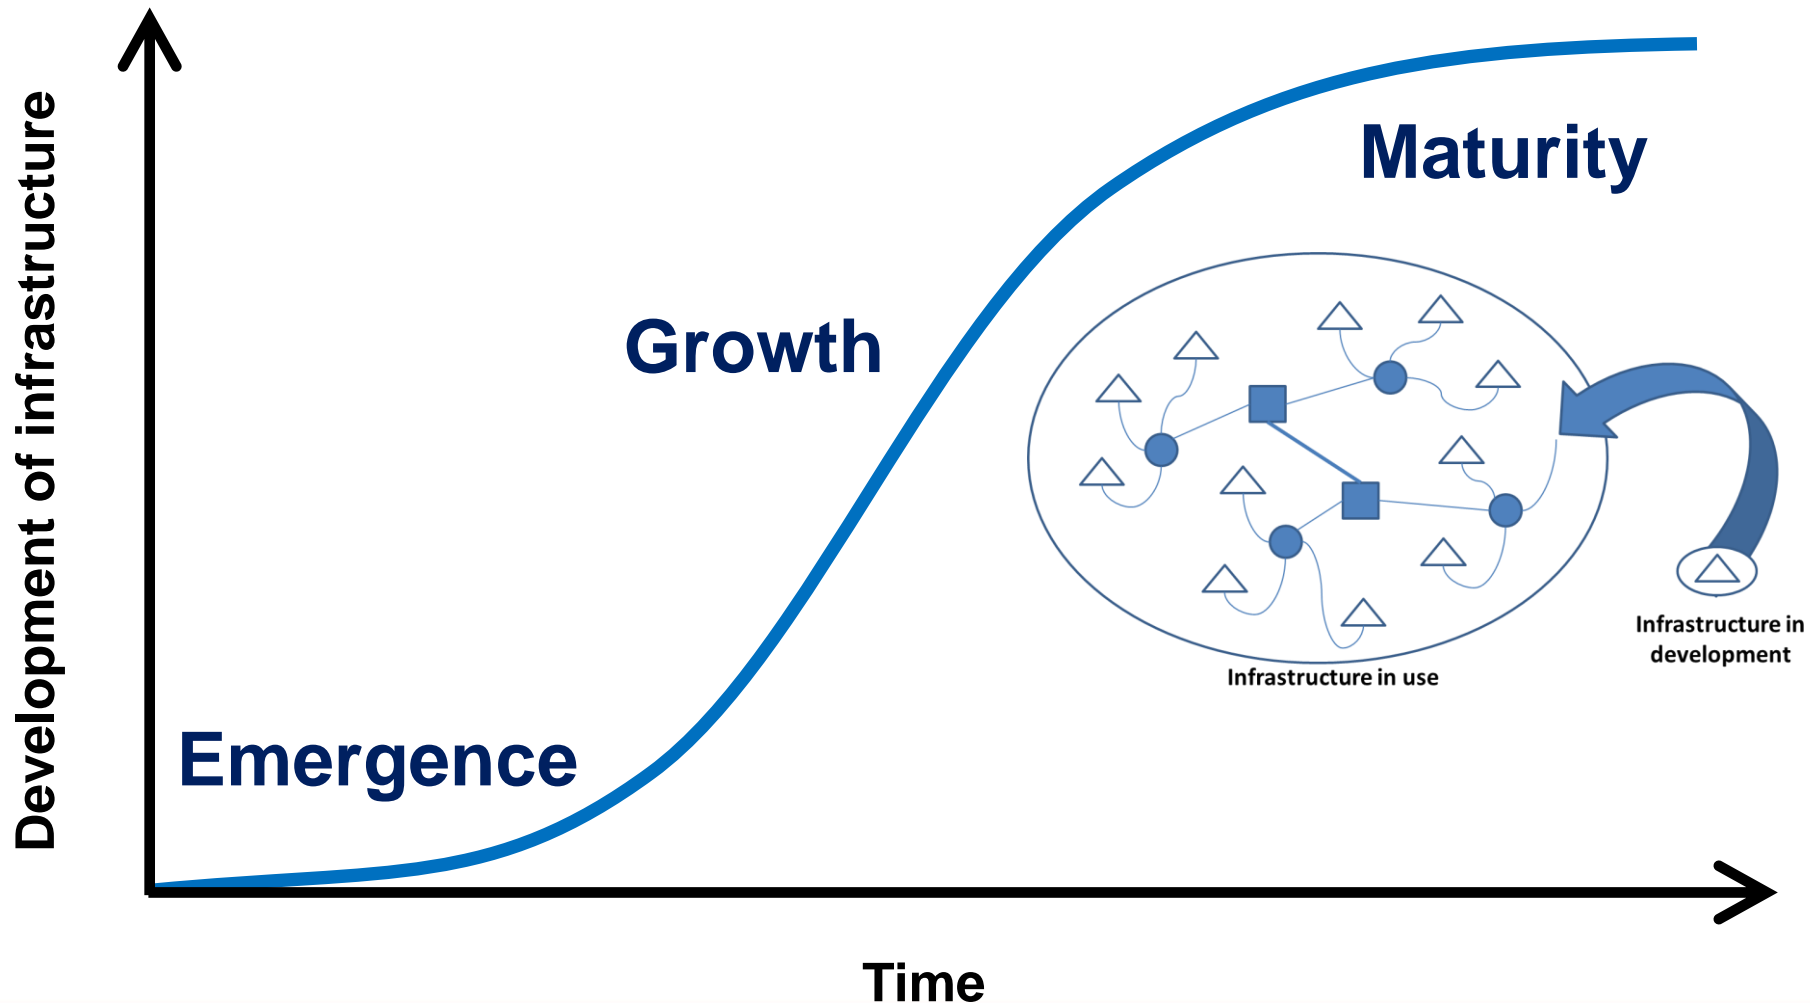 Development of infrastructure
Maturity
Growth
Emergence
Infrastructure in use
Infrastructure in
development
Time